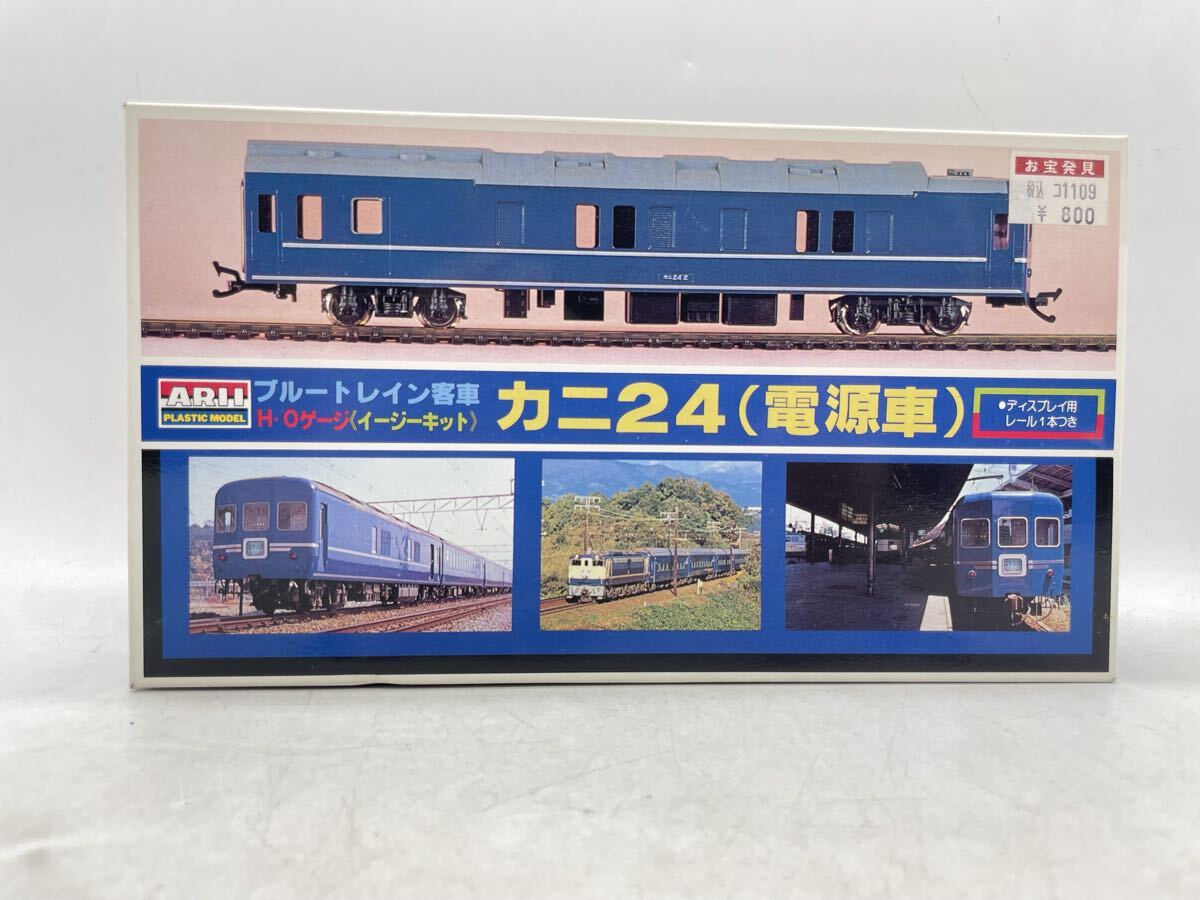 お宝発見
税込 コ1109
¥ 800
カニ24 2
ARII
PLASTIC MODEL
ブルートレイン客車
H・Oゲージ《イージーキット》
カニ24(電源車)
●ディスプレイ用
レール1本つき